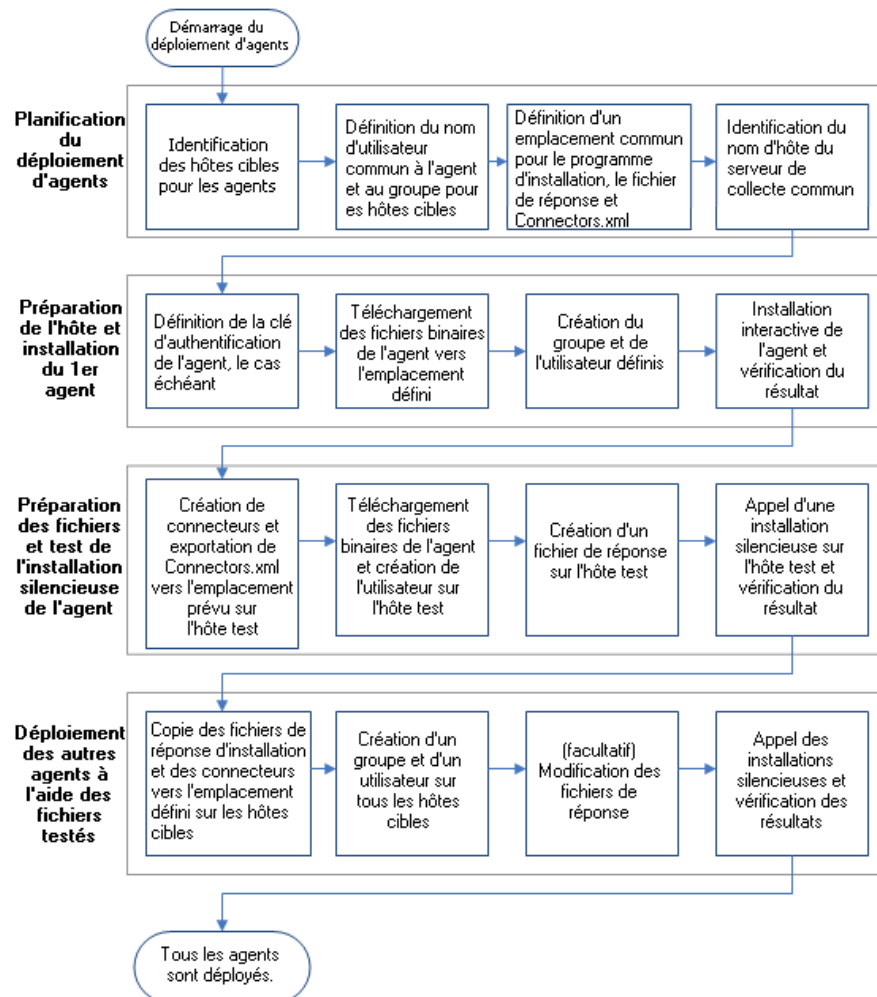 Démarrage du
déploiement d'agents
Planification
du
déploiement
d'agents
Identification
des hôtes cibles
pour les agents
Définition du nom
d'utilisateur
commun à l'agent
et au groupe pour
es hôtes cibles
Définition d'un
emplacement commun
pour le programme
d'installation, le fichier
de réponse et
Connectors.xml
Identification du
nom d'hôte du
serveur de
collecte commun
Préparation
de l'hôte et
installation
du 1er
agent
Définition de la clé
d'authentification
de l'agent, le cas
échéant
Téléchargement
des fichiers binaires
de l'agent vers
l'emplacement
défini
Création du
groupe et de
l'utilisateur définis
Installation
interactive de
l'agent et
vérification du
résultat
Préparation
des fichiers
et test de
l'installation
silencieuse
de l'agent
Création de
connecteurs et
exportation de
Connectors.xml
vers l'emplacement
prévu sur
l'hôte test
Téléchargement
des fichiers
binaires de l'agent
et création de
l'utilisateur sur
l'hôte test
Création d'un
fichier de réponse
sur l'hôte test
Appel d'une
installation
silencieuse sur
l'hôte test et
vérification du
résultat
Déploiement
des autres
agents à
l'aide des
fichiers
testés
Copie des fichiers de
réponse d'installation
et des connecteurs
vers l'emplacement
défini sur les hôtes
cibles
Création d'un
groupe et d'un
utilisateur sur
tous les hôtes
cibles
(facultatif)
Modification des
fichiers de
réponse
Appel des
installations
silencieuses et
vérification des
résultats
Tous les agents
sont déployés.